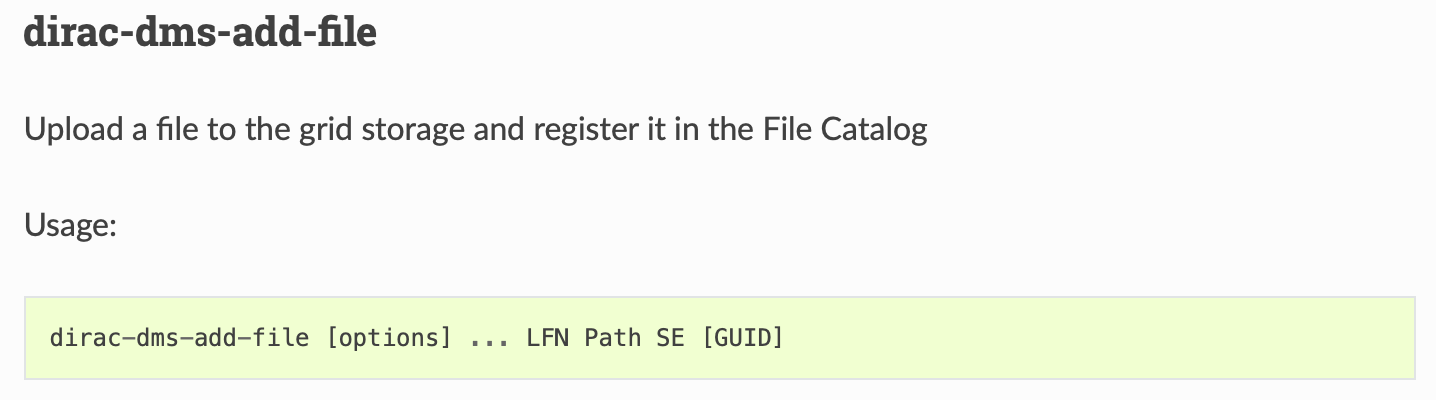 dirac-dms-add-file
Upload a file to the grid storage and register it in the File Catalog
Usage:
dirac-dms-add-file [options] ... LFN Path SE [GUID]